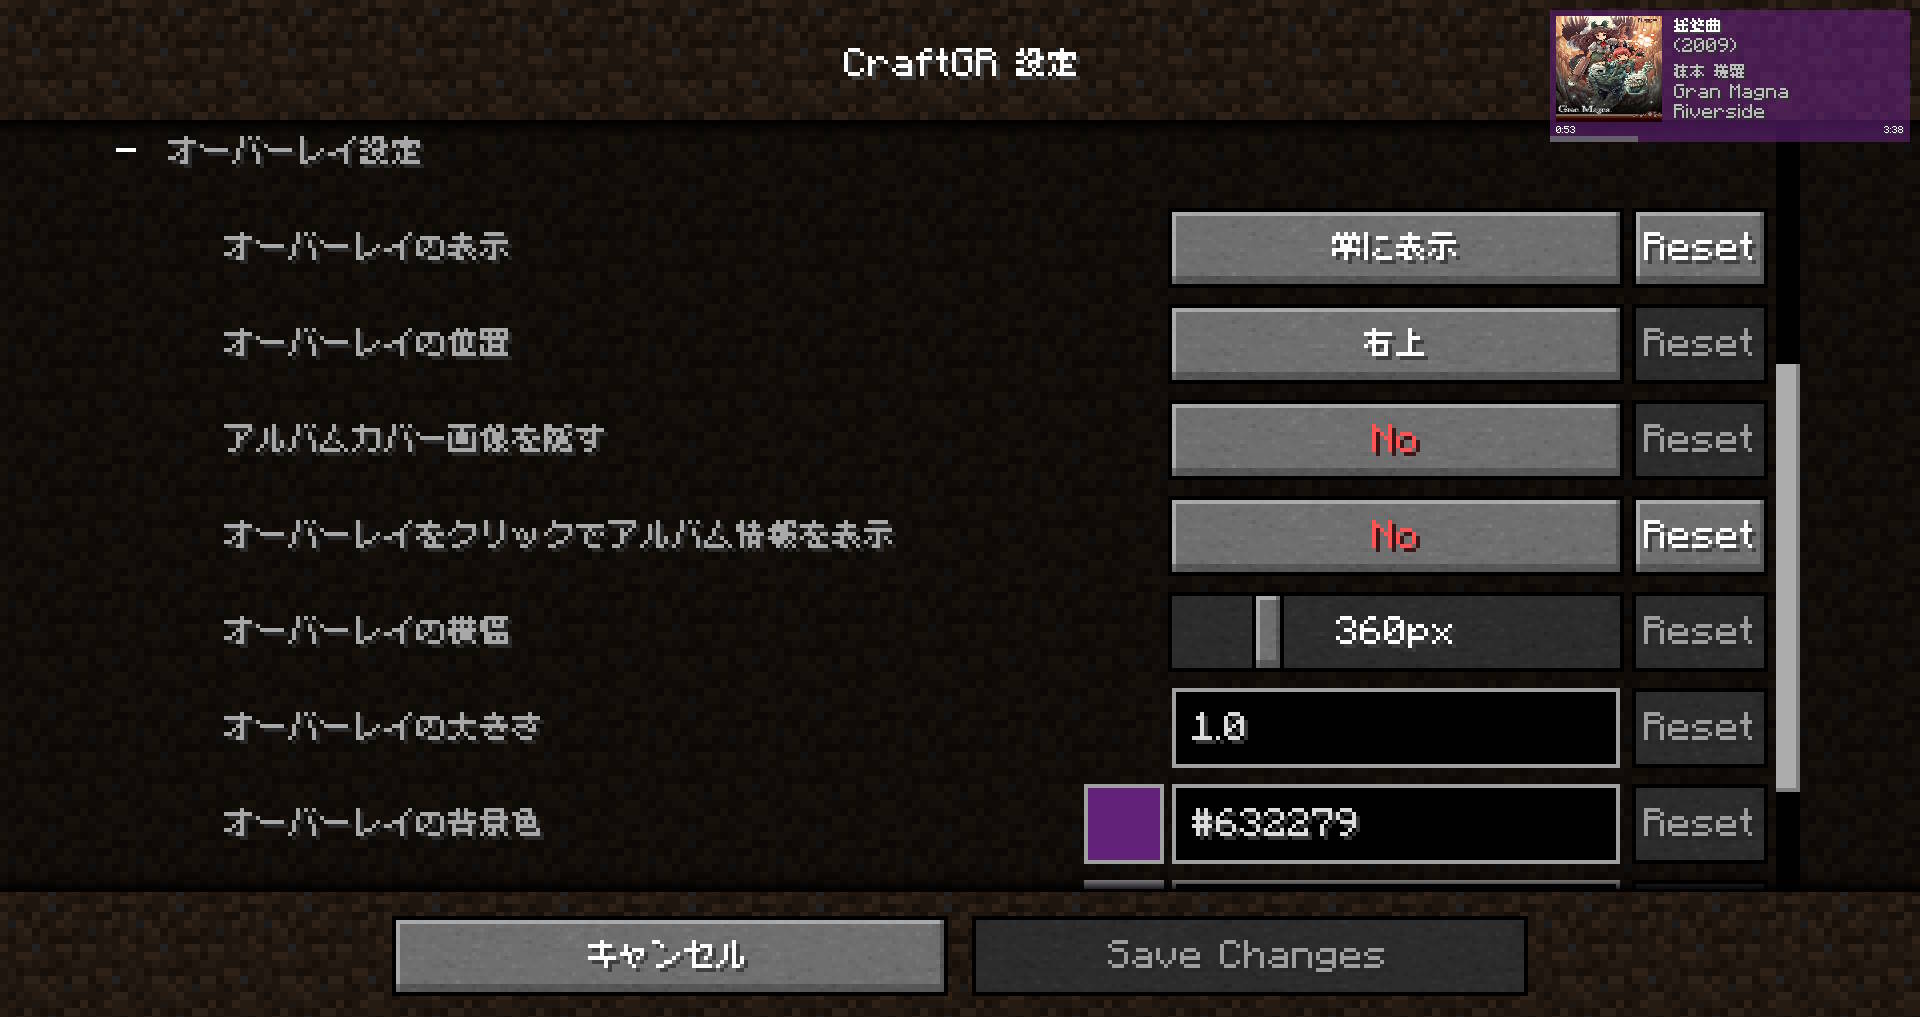 CraftGR 設定
(2009)
Gran Magna
Riverside
0:53
3:38
Gran Magna
オーバーレイ設定
オーバーレイの表示
常に表示
Reset
オーバーレイの位置
右上
Reset
アルバムカバー画像を隠す
No
Reset
オーバーレイをクリックでアルバム情報を表示
No
Reset
オーバーレイの横幅
360px
Reset
オーバーレイの大きさ
1.0
Reset
オーバーレイの背景色
#632279
Reset
キャンセル
Save Changes